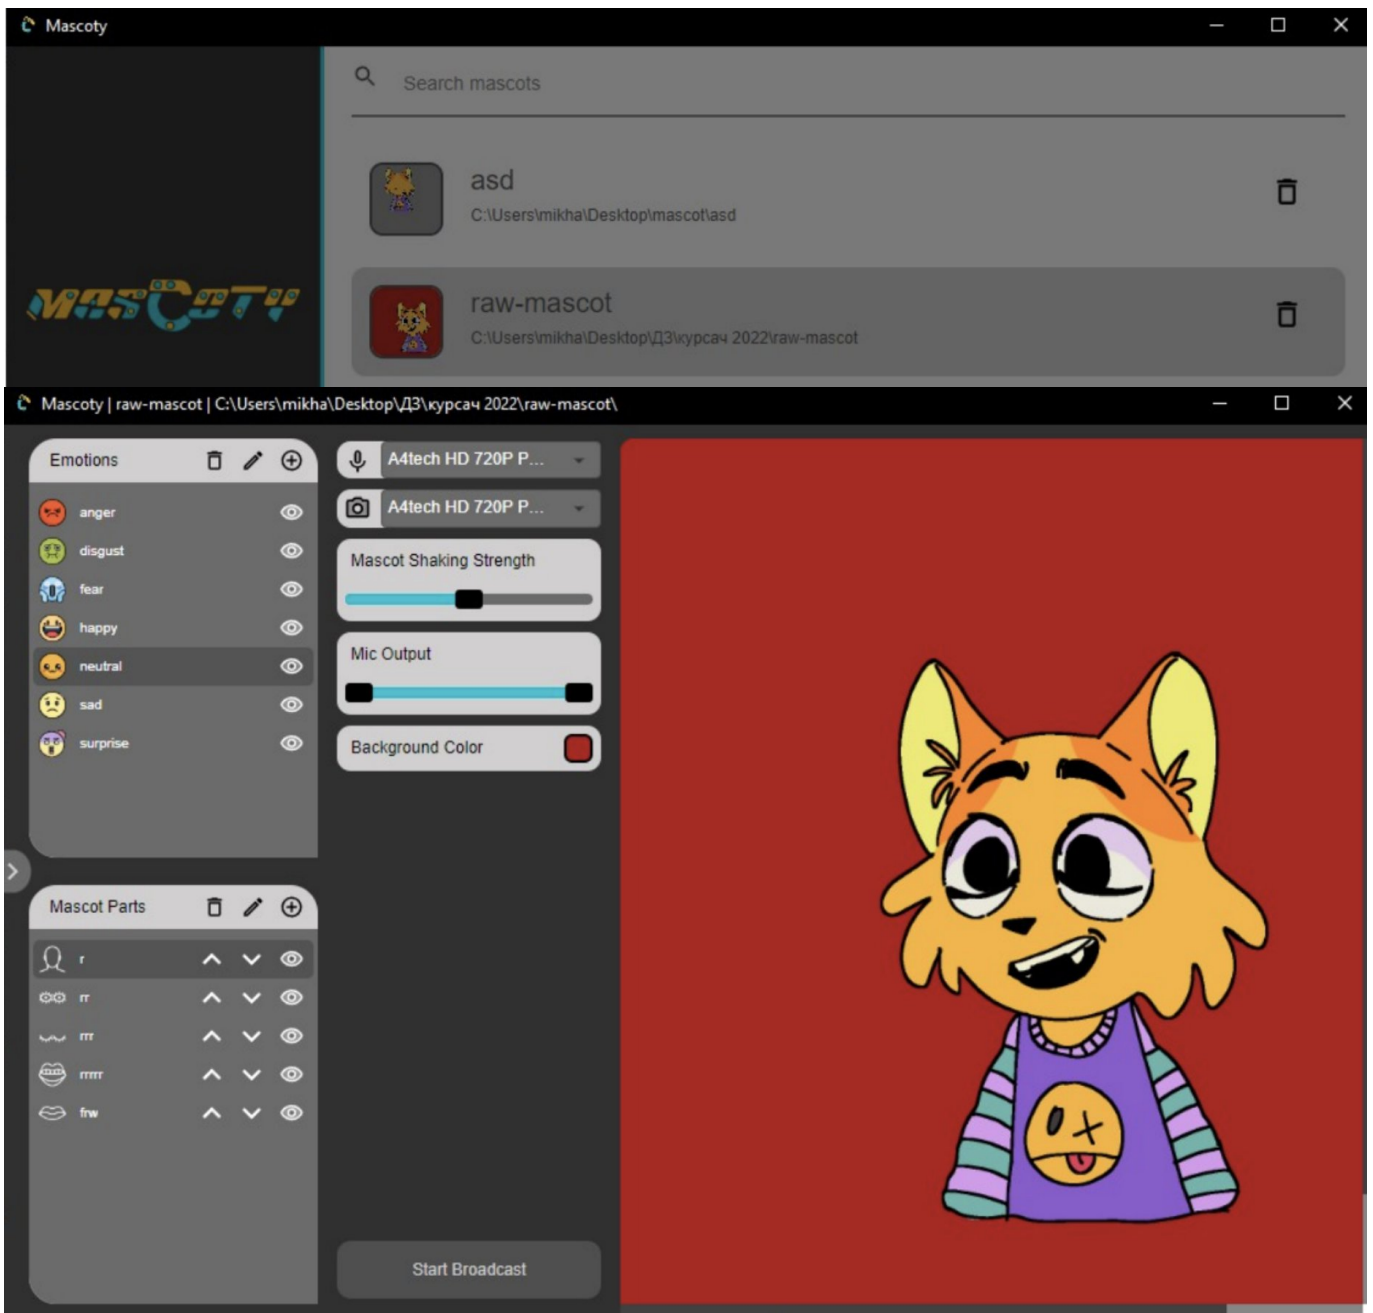 Mascoty
Search mascots
asd
C:\Users\mikha\Desktop\mascot\asd
MASCOTY
raw-mascot
C:\Users\mikha\Desktop\ДЗ\курсач 2022\raw-mascot
Mascoty | raw-mascot | C:\Users\mikha\Desktop\ДЗ\курсач 2022\raw-mascot\
Emotions
anger
disgust
fear
happy
neutral
sad
surprise
Mascot Parts
r
rr
rrr
rrrrr
frw
A4tech HD 720P P...
A4tech HD 720P P...
Mascot Shaking Strength
Mic Output
Background Color
Start Broadcast